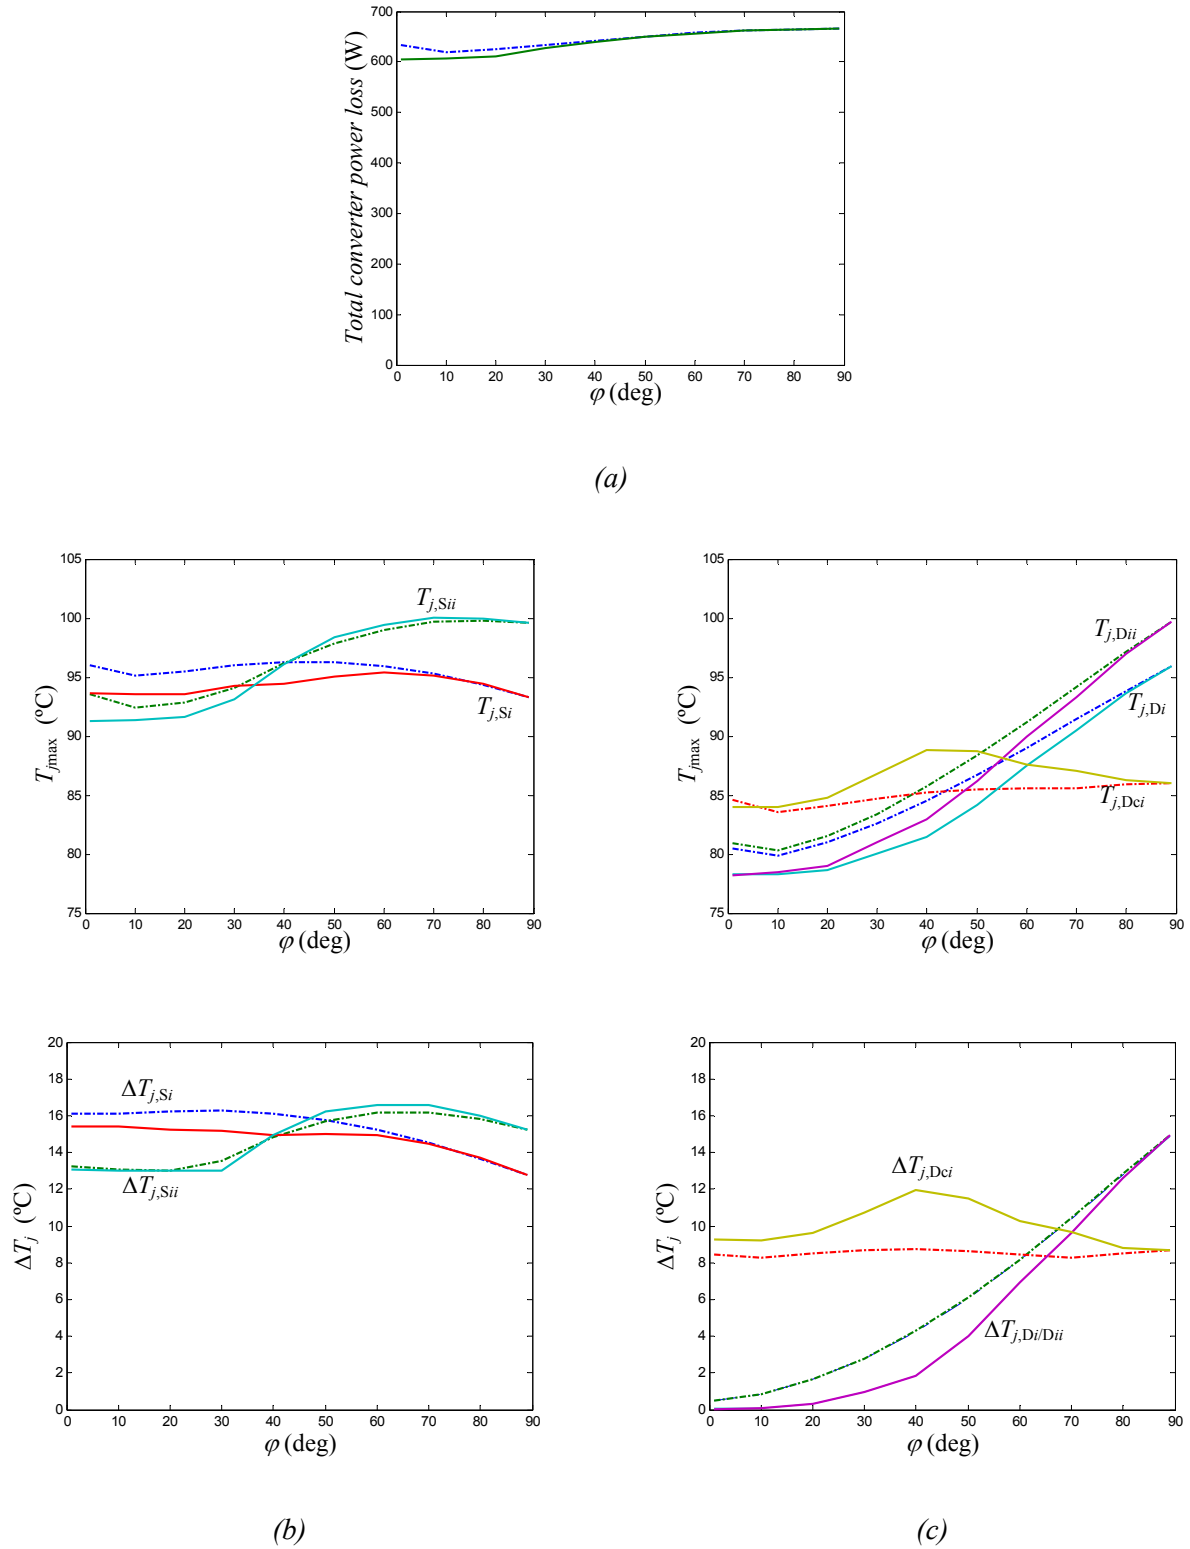 Total converter power loss (W)
700
600
500
400
300
200
100
0
0 10 20 30 40 50 60 70 80 90
φ (deg)
(a)
Tjmax (ºC)
105
100
95
90
85
80
75
Tj,Sii
Tj,Si
0 10 20 30 40 50 60 70 80 90
φ (deg)
Tjmax (ºC)
105
100
95
90
85
80
75
Tj,Dii
Tj,Di
Tj,Dci
0 10 20 30 40 50 60 70 80 90
φ (deg)
ΔTj (ºC)
20
18
16
14
12
10
8
6
4
2
0
ΔTj,Si
ΔTj,Sii
0 10 20 30 40 50 60 70 80 90
φ (deg)
ΔTj (ºC)
20
18
16
14
12
10
8
6
4
2
0
ΔTj,Dci
ΔTj,Di/Dii
0 10 20 30 40 50 60 70 80 90
φ (deg)
(b)
(c)